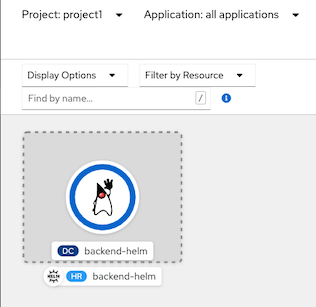 Project: project1 Application: all applications
Display Options Filter by Resource
Find by name... /
DC backend-helm
HELM HR backend-helm